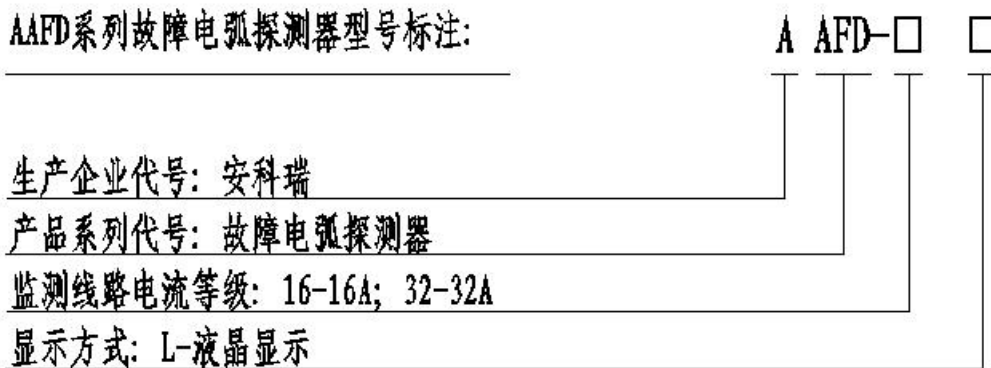 AAFD系列故障电弧探测器型号标注: A AFD-□ □
生产企业代号: 安科瑞
产品系列代号: 故障电弧探测器
监测线路电流等级: 16-16A; 32-32A
显示方式: L-液晶显示